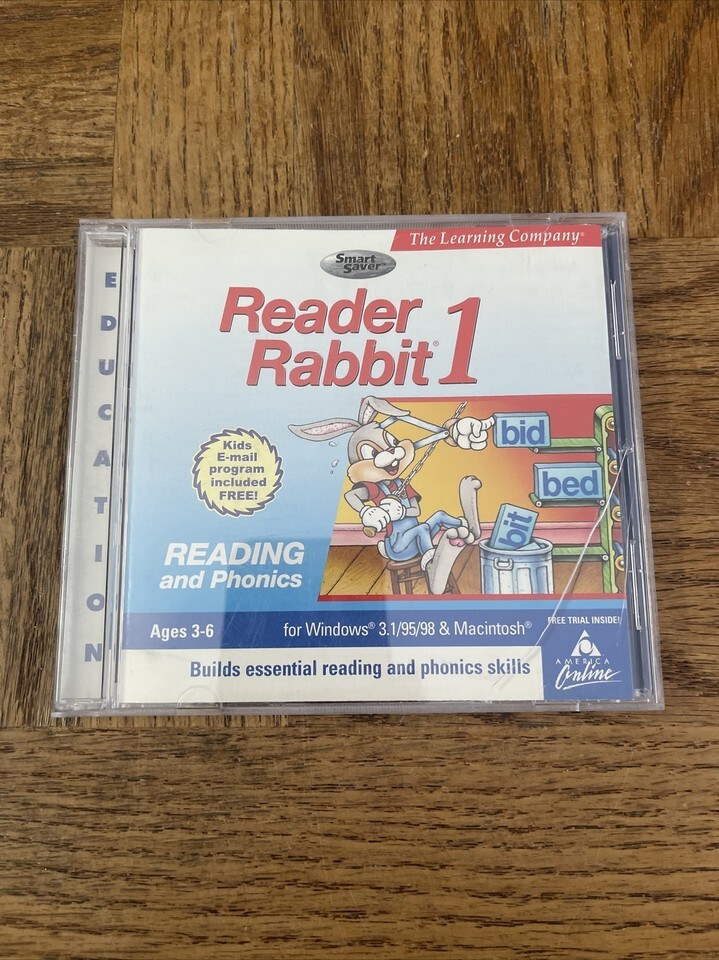 EDUCATION
The Learning Company®
Smart
Saver™
Reader
Rabbit® 1
Kids
E-mail
program
included
FREE!
bid
bed
bit
READING
and Phonics
Ages 3-6
for Windows® 3.1/95/98 & Macintosh®
FREE TRIAL INSIDE!
AMERICA
Online
Builds essential reading and phonics skills